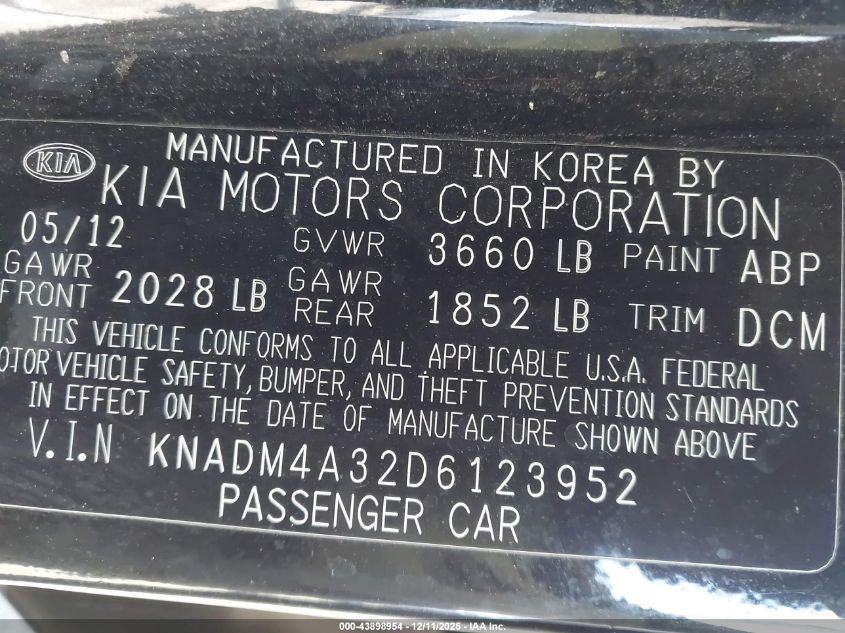 KIA
MANUFACTURED IN KOREA BY
KIA MOTORS CORPORATION
05/12 GVWR 3660 LB PAINT ABP
GAWR FRONT 2028 LB GAWR REAR 1852 LB TRIM DCM
THIS VEHICLE CONFORMS TO ALL APPLICABLE U.S.A. FEDERAL
OTOR VEHICLE SAFETY, BUMPER, AND THEFT PREVENTION STANDARDS
IN EFFECT ON THE DATE OF MANUFACTURE SHOWN ABOVE
V.I.N KNADM4A32D6123952
PASSENGER CAR
000-43898954 - 12/11/2025 - IAA Inc.